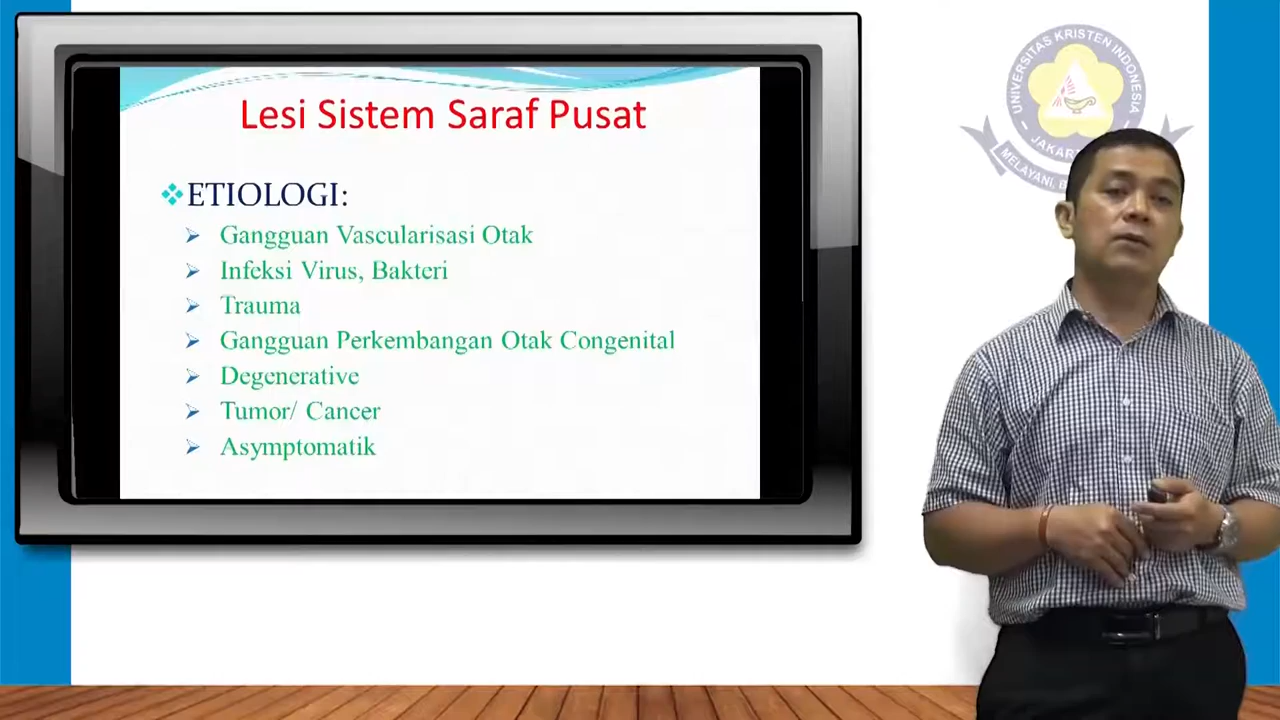 Lesi Sistem Saraf Pusat
ETIOLOGI:
Gangguan Vascularisasi Otak
Infeksi Virus, Bakteri
Trauma
Gangguan Perkembangan Otak Congenital
Degenerative
Tumor/ Cancer
Asymptomatik
UNIVERSITAS KRISTEN INDONESIA
MELAYANI,